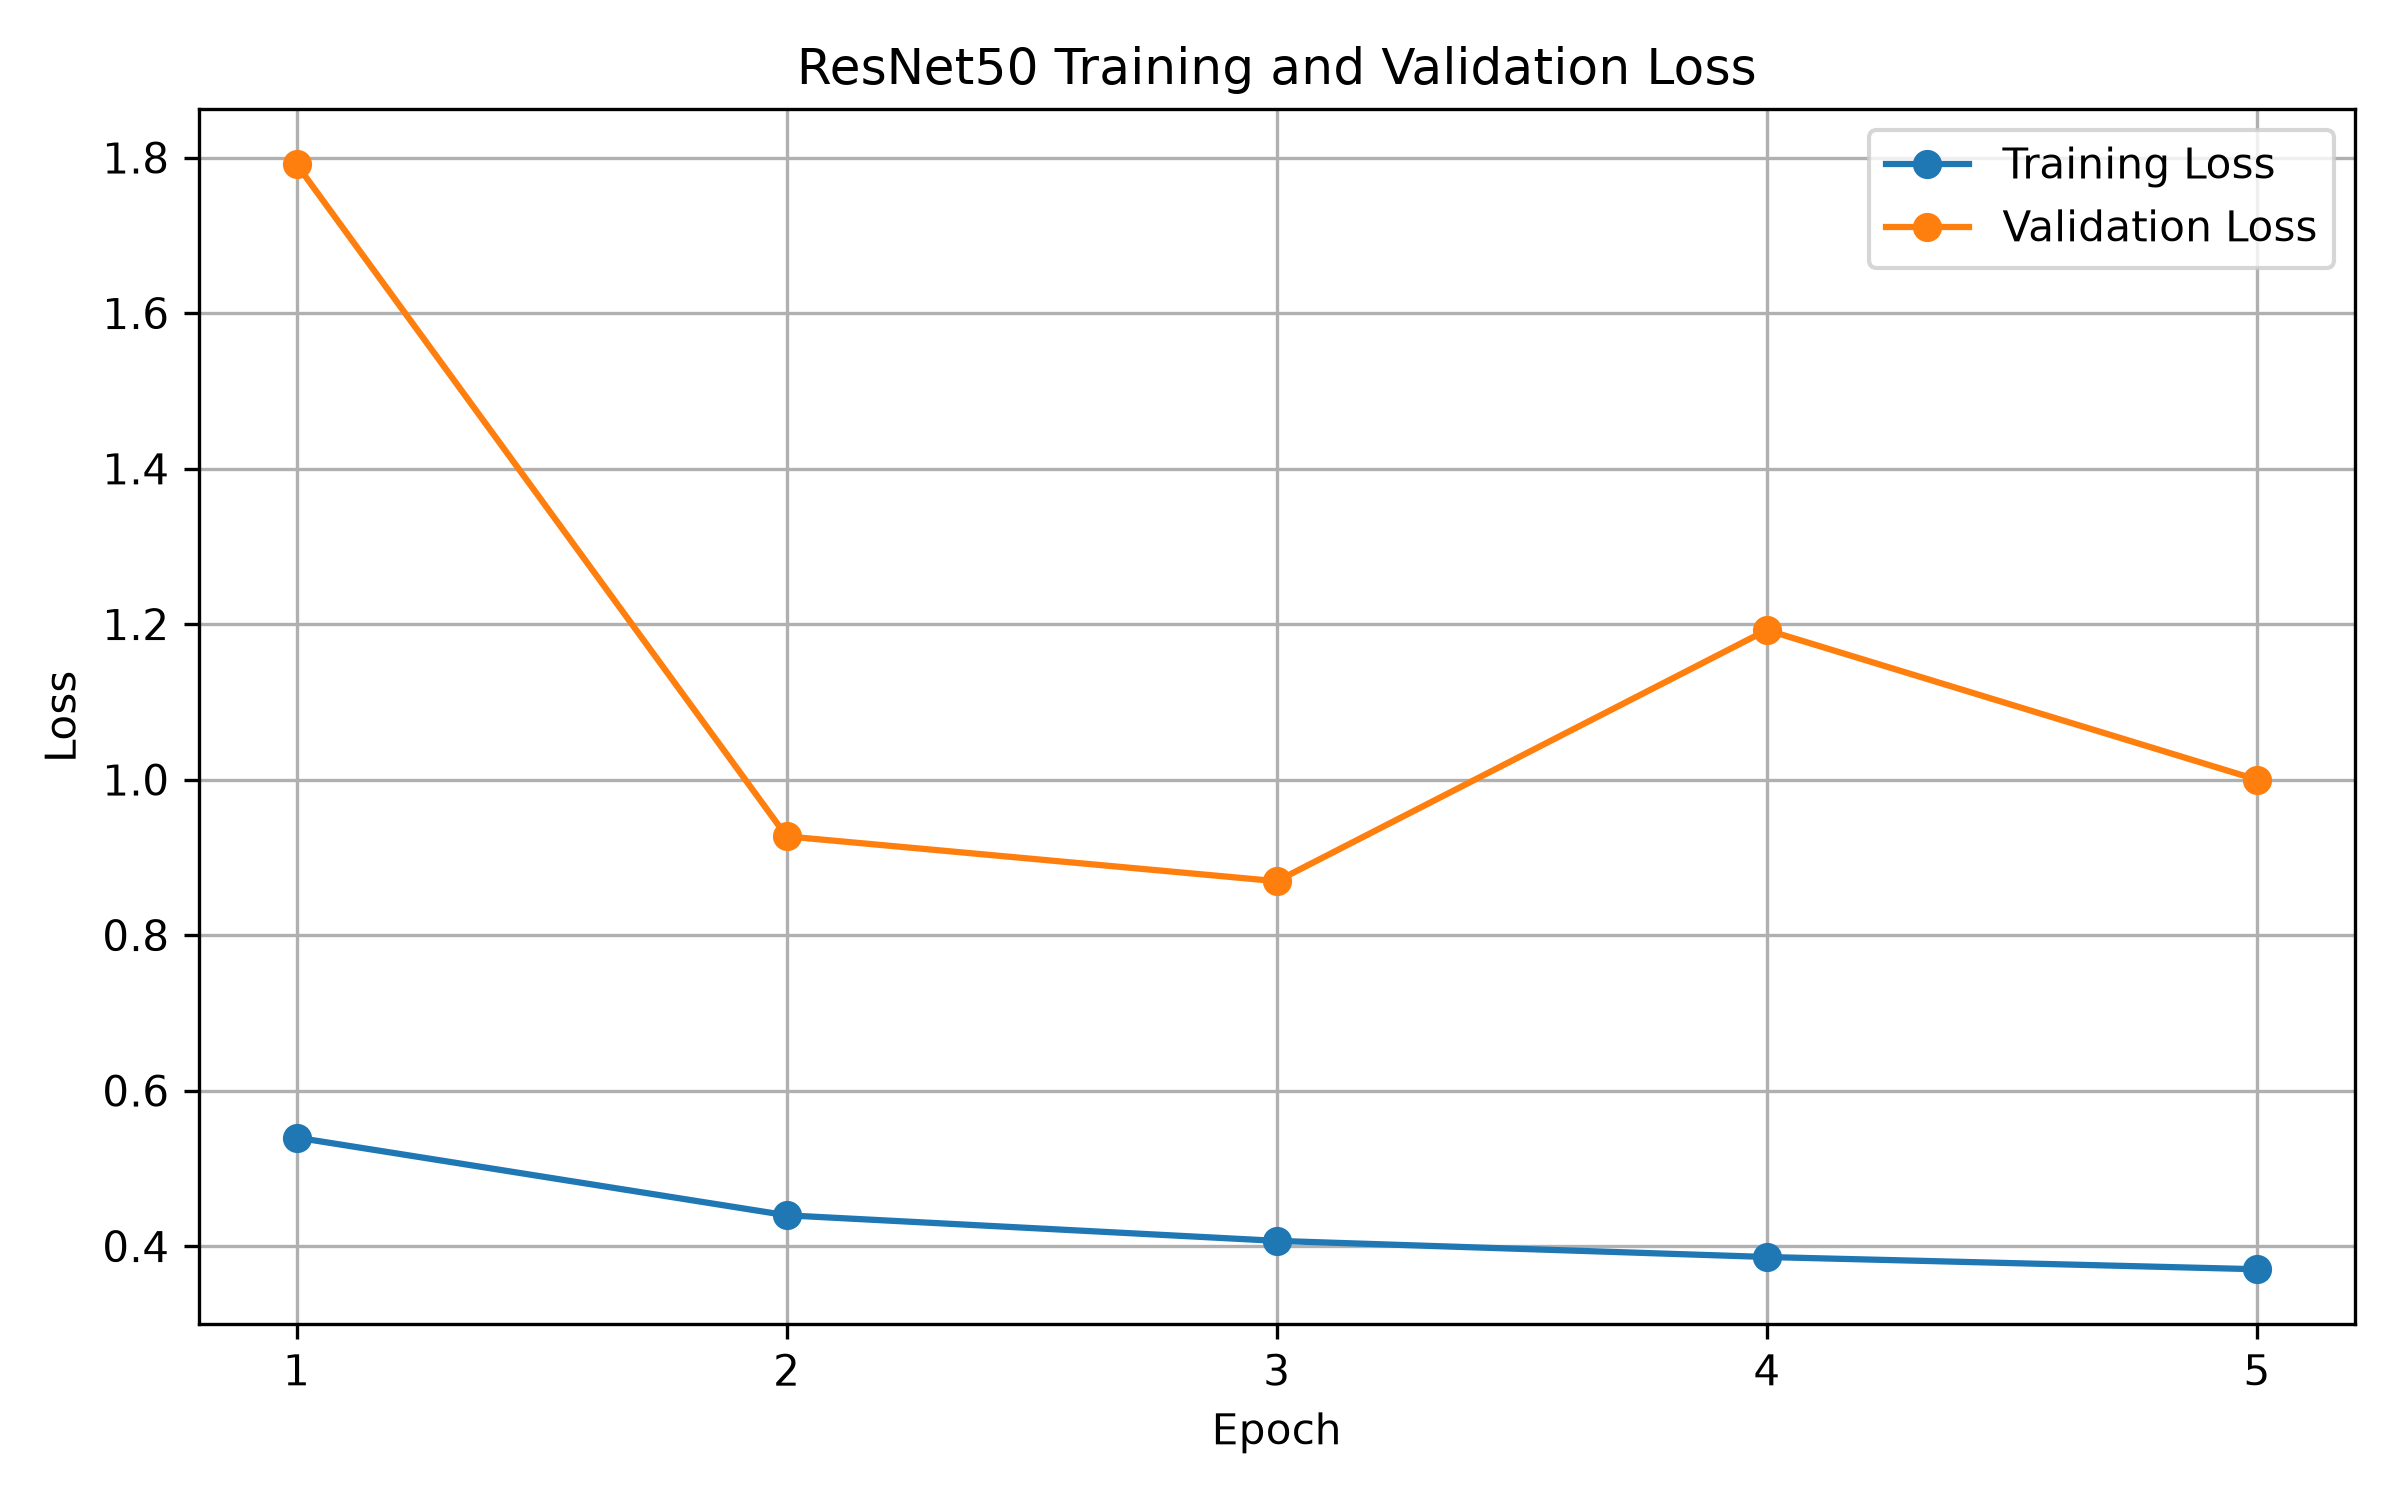 ResNet50 Training and Validation Loss
Training Loss
Validation Loss
1.8
1.6
1.4
1.2
1.0
0.8
0.6
0.4
Loss
1 2 3 4 5
Epoch